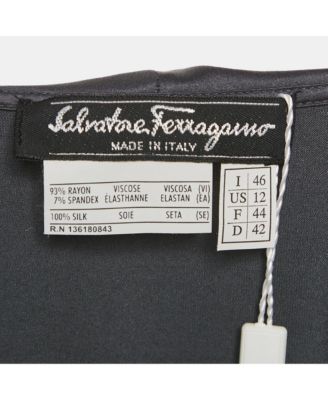 Salvatore Ferragamo
MADE IN ITALY
93% RAYON VISCOSE VISCOSA (VI)
7% SPANDEX ÉLASTHANNE ELASTAN (EA)
100% SILK SOIE SETA (SE)
R.N 136180843
I 46
US 12
F 44
D 42